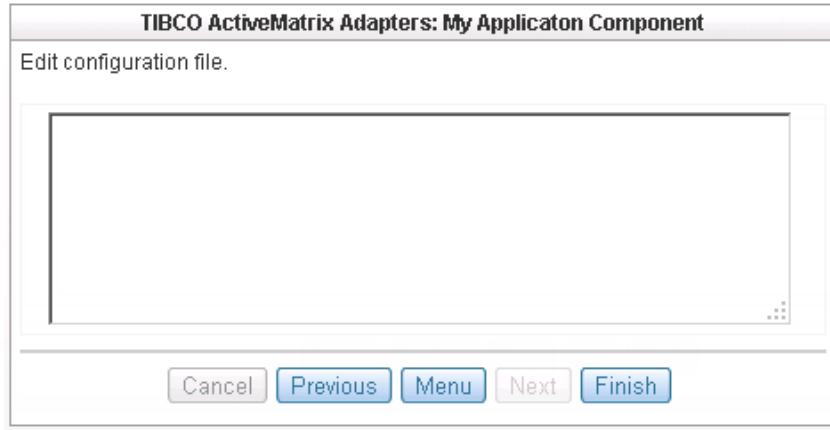 TIBCO ActiveMatrix Adapters: My Applicaton Component
Edit configuration file.
Cancel Previous Menu Next Finish